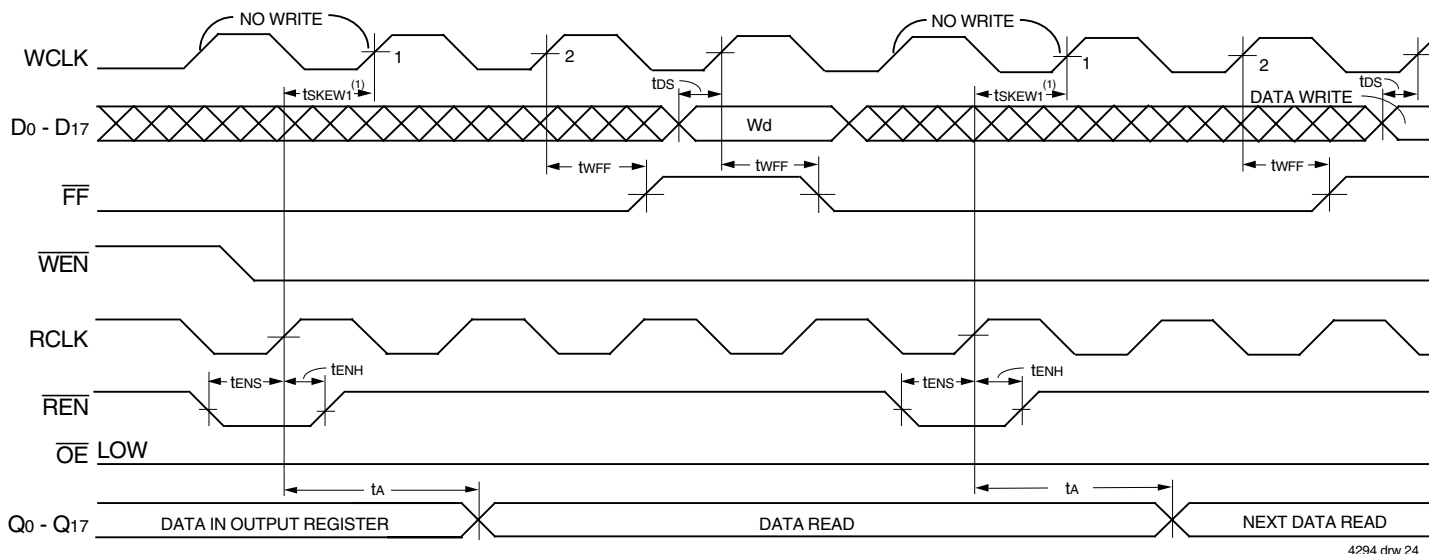 NO WRITE NO WRITE
WCLK 1 2 1 2
tDS tDS
tSKEW1(1) tSKEW1(1) DATA WRITE
D0 - D17 Wd
tWFF tWFF tWFF
FF
WEN
RCLK
tENS tENH tENS tENH
REN
OE LOW
tA tA
Q0 - Q17 DATA IN OUTPUT REGISTER DATA READ NEXT DATA READ
4294 drw 24